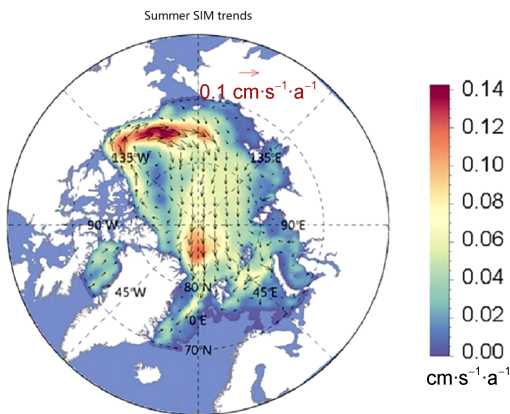 Summer SIM trends
0.1 cm·s⁻¹·a⁻¹
135°W
135°E
90°W
90°E
45°W
80°N
45°E
0°E
70°N
0.14
0.12
0.10
0.08
0.06
0.04
0.02
0.00
cm·s⁻¹·a⁻¹